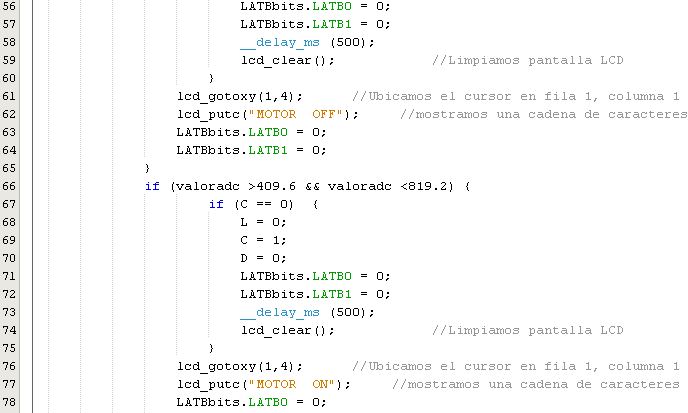 56 LATBbits.LATB0 = 0;
57 LATBbits.LATB1 = 0;
58 __delay_ms (500);
59 lcd_clear(); //Limpiamos pantalla LCD
60 }
61 lcd_gotoxy(1,4); //Ubicamos el cursor en fila 1, columna 1
62 lcd_putc("MOTOR  OFF"); //mostramos una cadena de caracteres
63 LATBbits.LATB0 = 0;
64 LATBbits.LATB1 = 0;
65 }
66 if (valoradc >409.6 && valoradc <819.2) {
67 if (C == 0)  {
68 L = 0;
69 C = 1;
70 D = 0;
71 LATBbits.LATB0 = 0;
72 LATBbits.LATB1 = 0;
73 __delay_ms (500);
74 lcd_clear(); //Limpiamos pantalla LCD
75 }
76 lcd_gotoxy(1,4); //Ubicamos el cursor en fila 1, columna 1
77 lcd_putc("MOTOR  ON"); //mostramos una cadena de caracteres
78 LATBbits.LATB0 = 0;